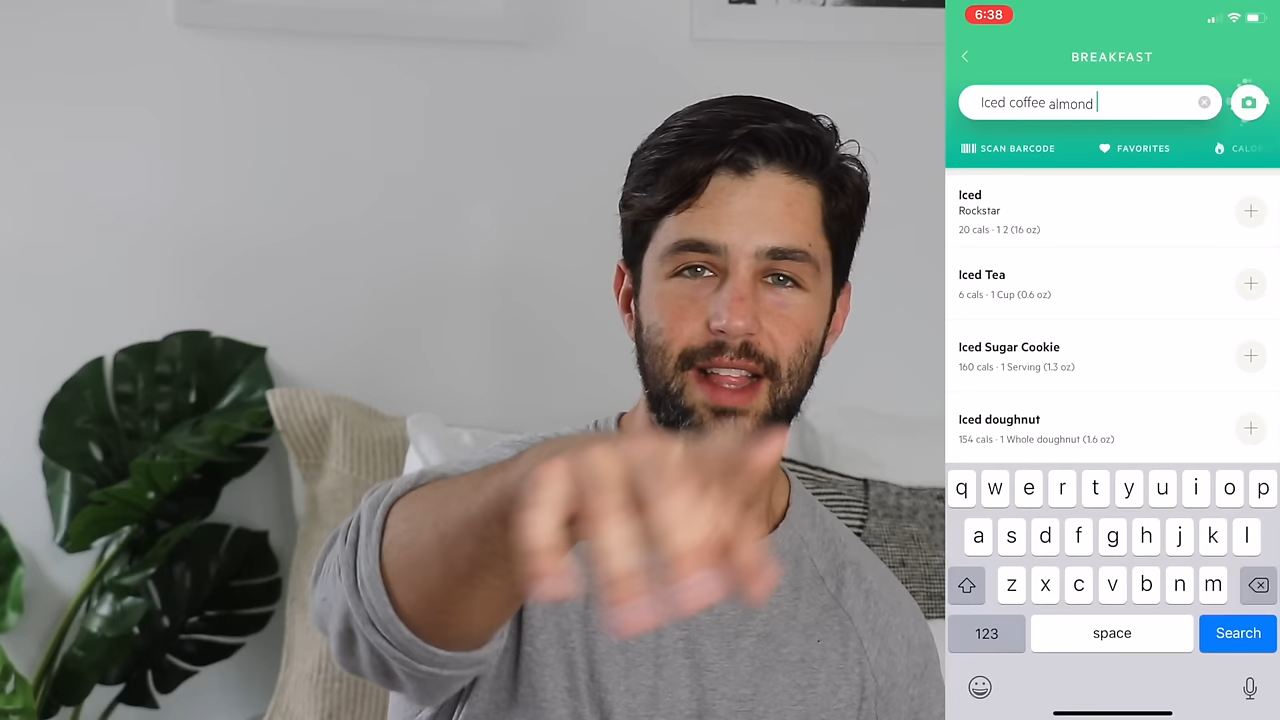 6:38
BREAKFAST
Iced coffee almond
SCAN BARCODE FAVORITES CALOR
Iced
Rockstar
20 cals · 1 2 (16 oz)
Iced Tea
6 cals · 1 Cup (0.6 oz)
Iced Sugar Cookie
160 cals · 1 Serving (1.3 oz)
Iced doughnut
154 cals · 1 Whole doughnut (1.6 oz)
q w e r t y u i o p
a s d f g h j k l
z x c v b n m
123 space Search